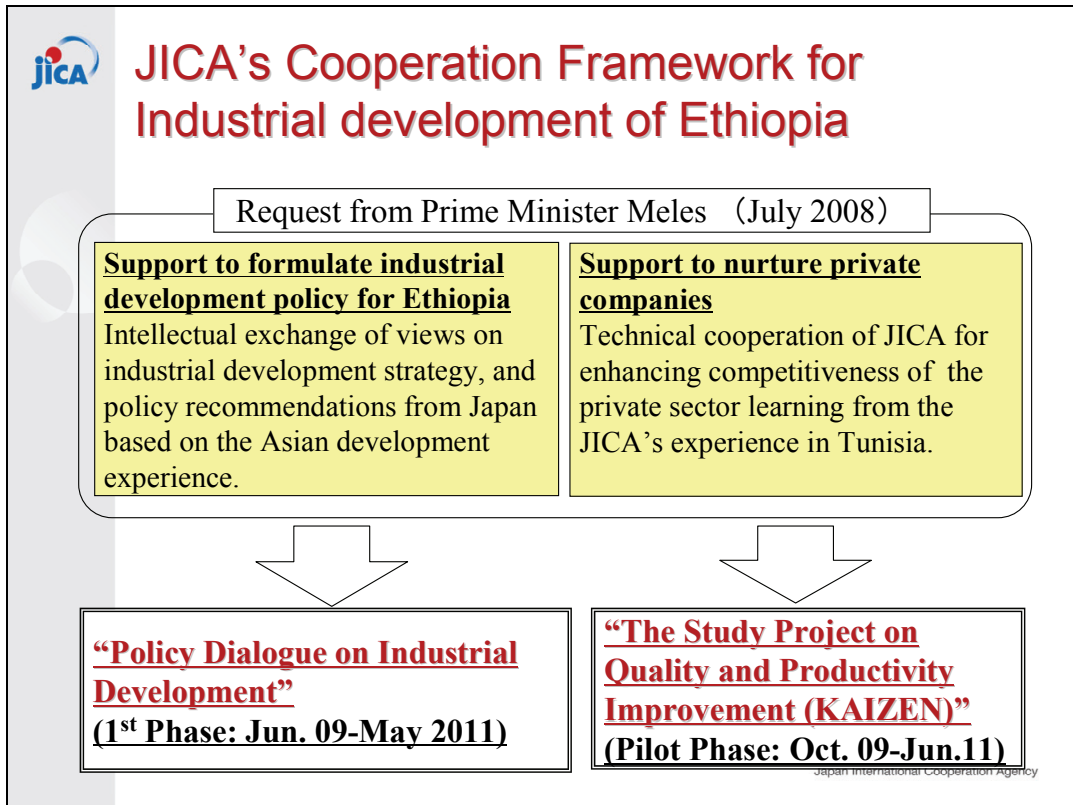 jicA
JICA's Cooperation Framework for
Industrial development of Ethiopia
Request from Prime Minister Meles （July 2008）
Support to formulate industrial
development policy for Ethiopia
Intellectual exchange of views on
industrial development strategy, and
policy recommendations from Japan
based on the Asian development
experience.
Support to nurture private
companies
Technical cooperation of JICA for
enhancing competitiveness of the
private sector learning from the
JICA's experience in Tunisia.
“Policy Dialogue on Industrial
Development”
(1st Phase: Jun. 09-May 2011)
“The Study Project on
Quality and Productivity
Improvement (KAIZEN)”
(Pilot Phase: Oct. 09-Jun.11)
Japan International Cooperation Agency